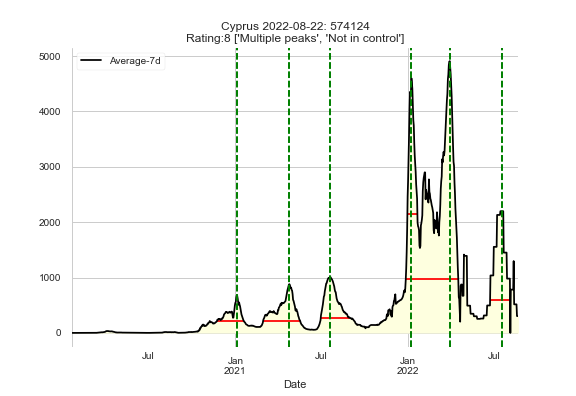 Cyprus 2022-08-22: 574124
Rating:8 ['Multiple peaks', 'Not in control']
Average-7d
5000
4000
3000
2000
1000
0
Jul
Jan
2021
Jul
Jan
2022
Jul
Date